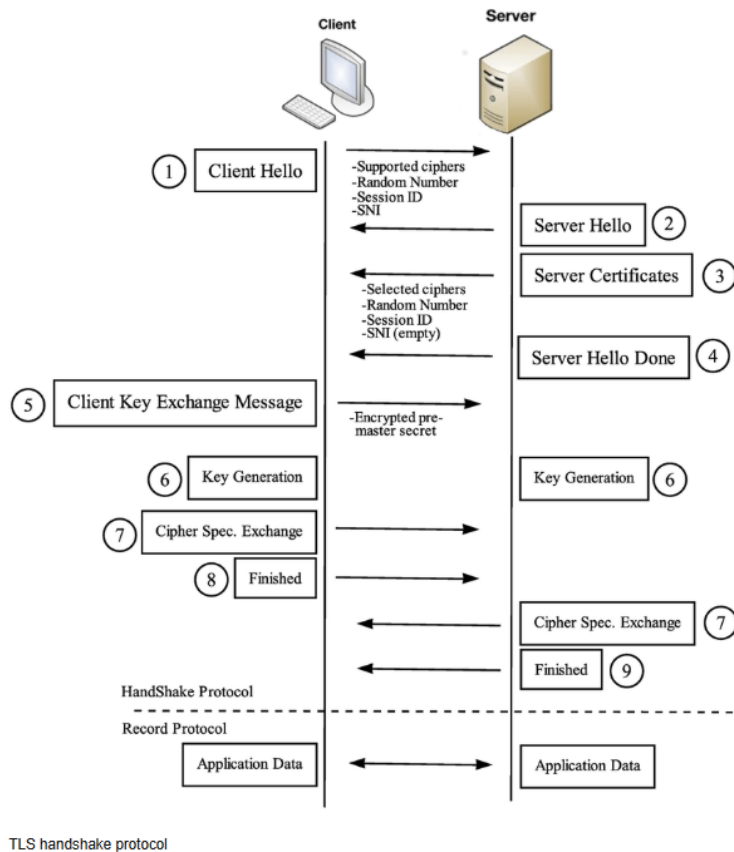 Client
Server
1
Client Hello
-Supported ciphers
-Random Number
-Session ID
-SNI
Server Hello
2
Server Certificates
3
-Selected ciphers
-Random Number
-Session ID
-SNI (empty)
Server Hello Done
4
5
Client Key Exchange Message
-Encrypted pre-
master secret
6
Key Generation
Key Generation
6
7
Cipher Spec. Exchange
8
Finished
Cipher Spec. Exchange
7
Finished
9
HandShake Protocol
Record Protocol
Application Data
Application Data
TLS handshake protocol